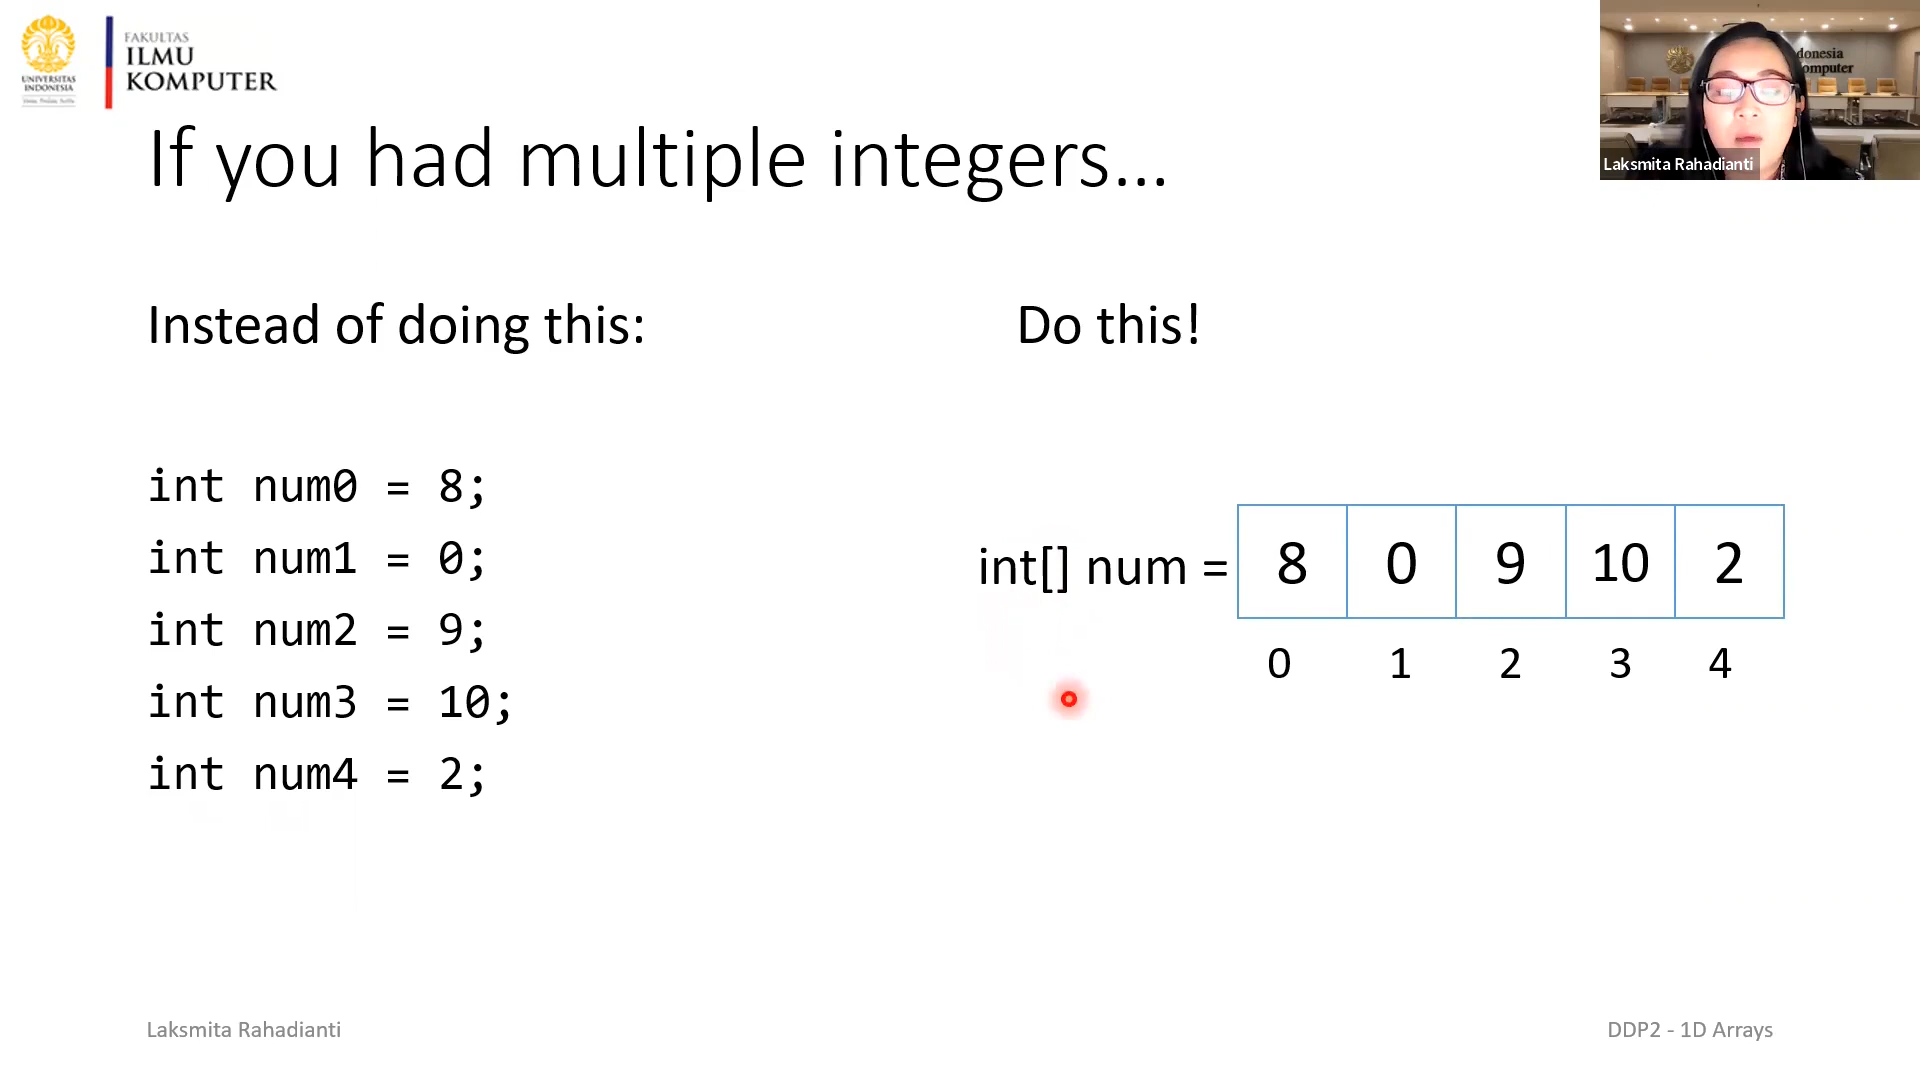 UNIVERSITAS
INDONESIA
FAKULTAS
ILMU
KOMPUTER
donesia
omputer
Laksmita Rahadianti
If you had multiple integers...
Instead of doing this:
Do this!
int num0 = 8;
int num1 = 0;
int num2 = 9;
int num3 = 10;
int num4 = 2;
int[] num = 8 0 9 10 2
0 1 2 3 4
Laksmita Rahadianti
DDP2 - 1D Arrays